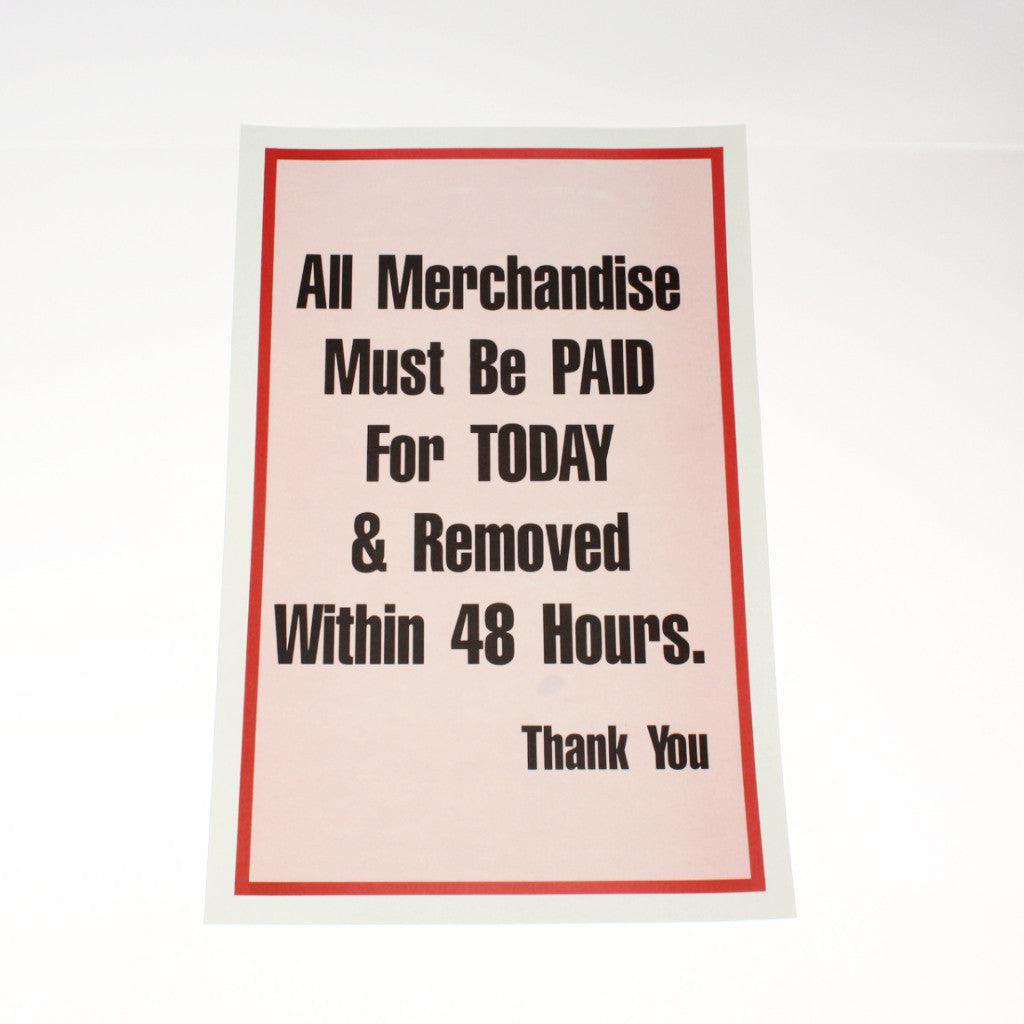 All Merchandise
Must Be PAID
For TODAY
& Removed
Within 48 Hours.
Thank You